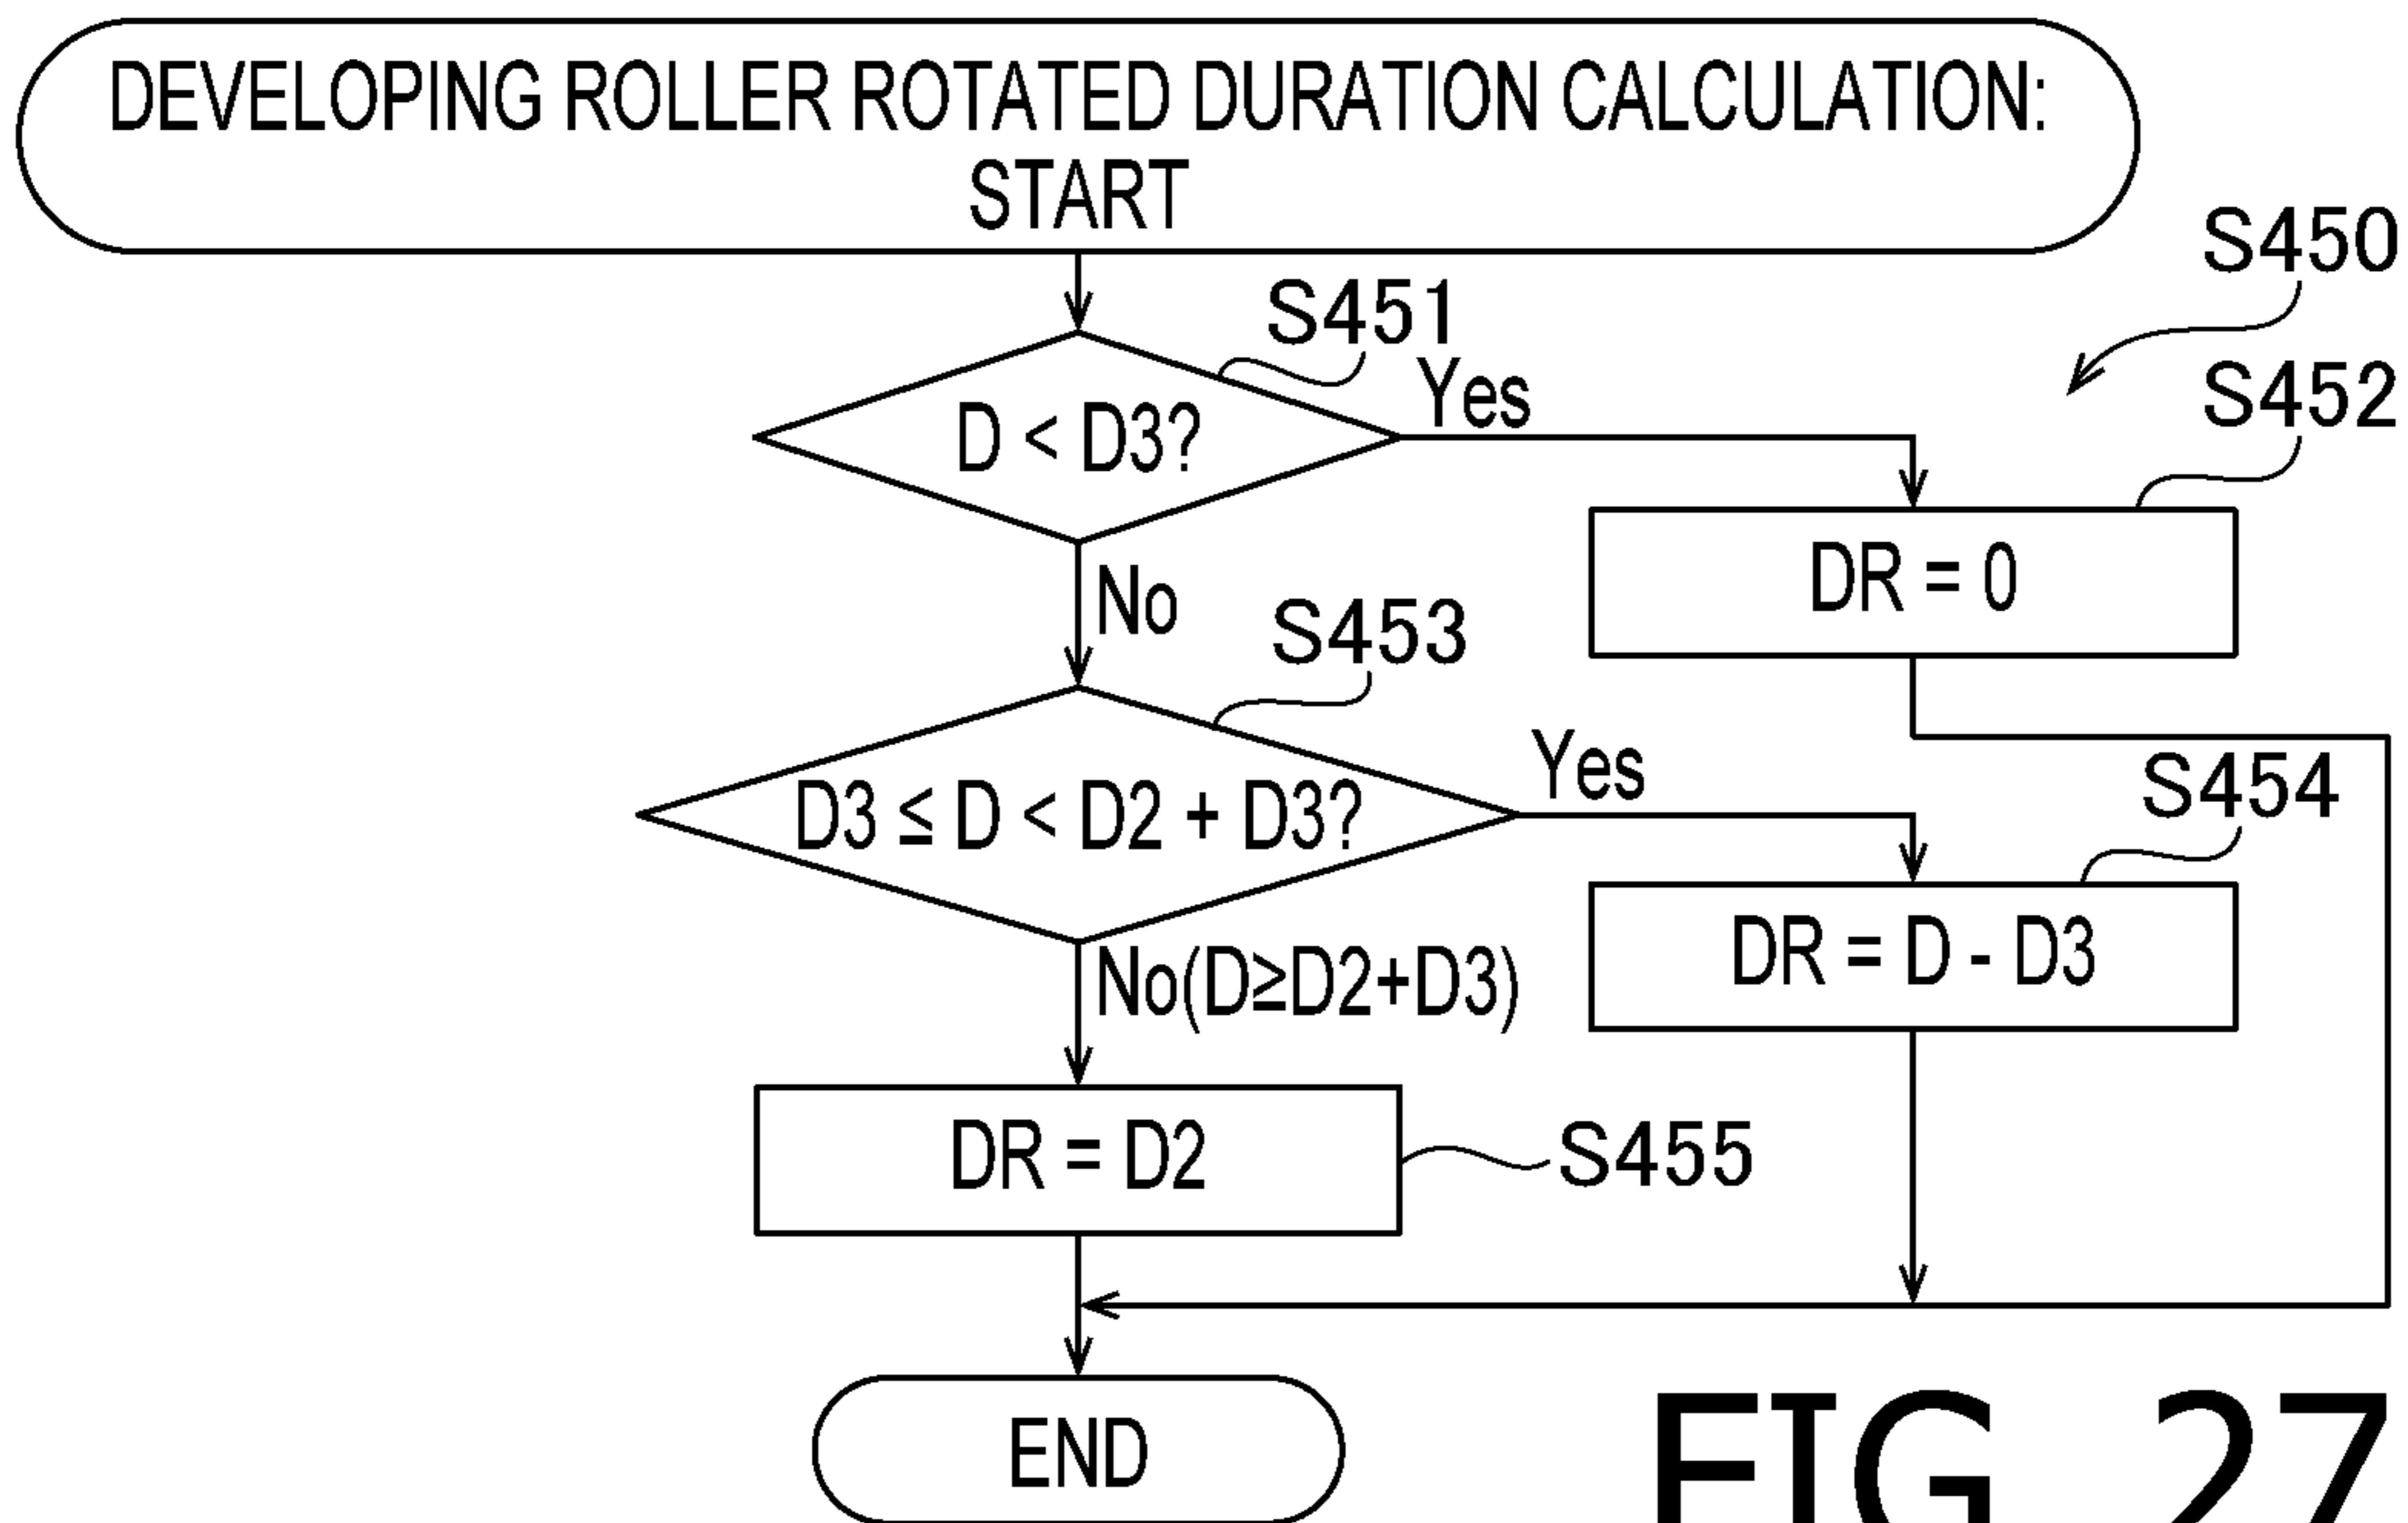 DEVELOPING ROLLER ROTATED DURATION CALCULATION:
START
S450
S451
Yes
S452
D < D3?
DR = 0
No
S453
Yes
S454
D3 ≤ D < D2 + D3?
DR = D - D3
No(D≥D2+D3)
DR = D2
S455
END
FIG. 27